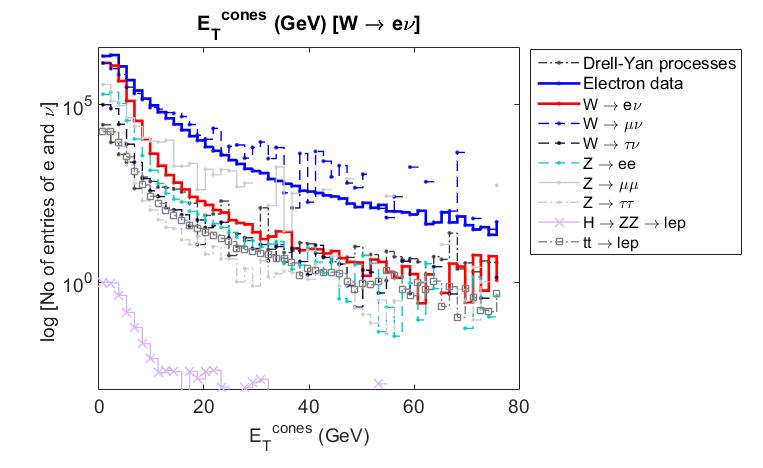 E_T^cones (GeV) [W → eν]
log [No of entries of e and ν]
10^5
10^0
0 20 40 60 80
E_T^cones (GeV)
Drell-Yan processes
Electron data
W → eν
W → μν
W → τν
Z → ee
Z → μμ
Z → ττ
H → ZZ → lep
tt → lep